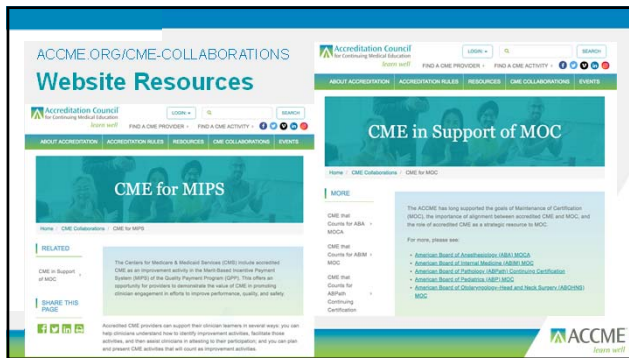 ACCME.ORG/CME-COLLABORATIONS
Website Resources
Accreditation Council
for Continuing Medical Education
learn well
LOGIN
SEARCH
FIND A CME PROVIDER
FIND A CME ACTIVITY
ABOUT ACCREDITATION ACCREDITATION RULES RESOURCES CME COLLABORATIONS EVENTS
CME for MIPS
Home / CME Collaborations / CME for MIPS
RELATED
CME in Support
of MOC
SHARE THIS
PAGE
The Centers for Medicare & Medicaid Services (CMS) include accredited
CME as an improvement activity in the Merit-Based Incentive Payment
System (MIPS) of the Quality Payment Program (QPP). This offers an
opportunity for providers to demonstrate the value of CME in promoting
clinician engagement in efforts to improve performance, quality, and safety.
Accredited CME providers can support their clinician learners in several ways: you can
help clinicians understand how to identify improvement activities, facilitate those
activities, and then assist clinicians in attesting to their participation; and you can plan
and present CME activities that will count as improvement activities.
Accreditation Council
for Continuing Medical Education
learn well
LOGIN
SEARCH
FIND A CME PROVIDER
FIND A CME ACTIVITY
ABOUT ACCREDITATION ACCREDITATION RULES RESOURCES CME COLLABORATIONS EVENTS
CME in Support of MOC
Home / CME Collaborations / CME for MOC
MORE
CME that
Counts for ABA
MOCA
CME that
Counts for ABIM
MOC
CME that
Counts for
ABPath
Continuing
Certification
The ACCME has long supported the goals of Maintenance of Certification
(MOC), the importance of alignment between accredited CME and MOC, and
the role of accredited CME as a strategic resource to MOC.
For more, please see:
American Board of Anesthesiology (ABA) MOCA
American Board of Internal Medicine (ABIM) MOC
American Board of Pathology (ABPath) Continuing Certification
American Board of Pediatrics (ABP) MOC
American Board of Otolaryngology–Head and Neck Surgery (ABOHNS)
MOC
ACCME
learn well